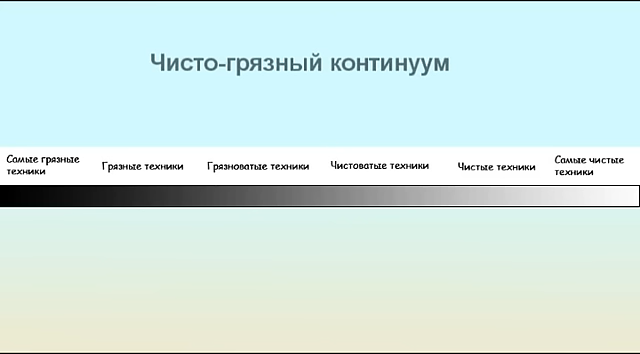 Чисто-грязный континуум
Самые грязные
техники
Грязные техники
Грязноватые техники
Чистоватые техники
Чистые техники
Самые чистые
техники